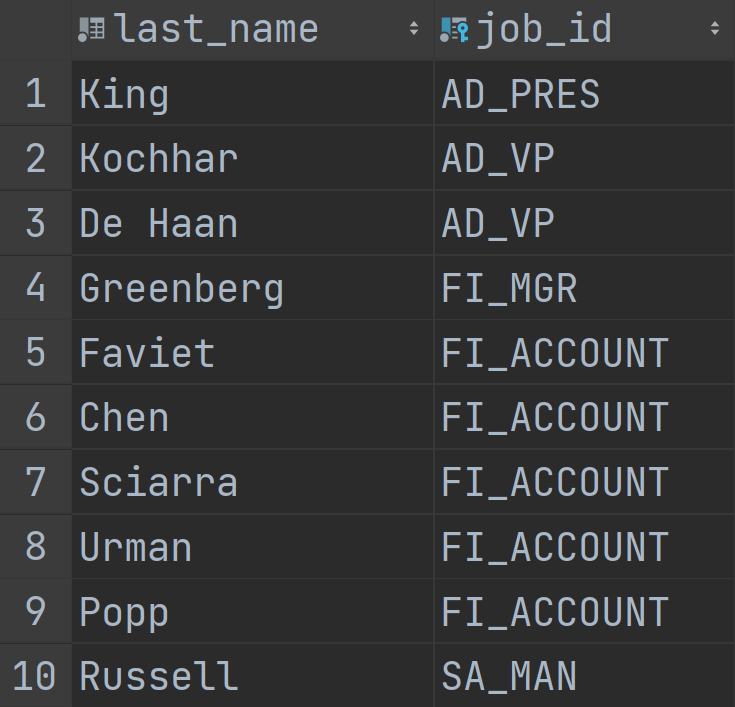 last_name job_id
1 King AD_PRES
2 Kochhar AD_VP
3 De Haan AD_VP
4 Greenberg FI_MGR
5 Faviet FI_ACCOUNT
6 Chen FI_ACCOUNT
7 Sciarra FI_ACCOUNT
8 Urman FI_ACCOUNT
9 Popp FI_ACCOUNT
10 Russell SA_MAN